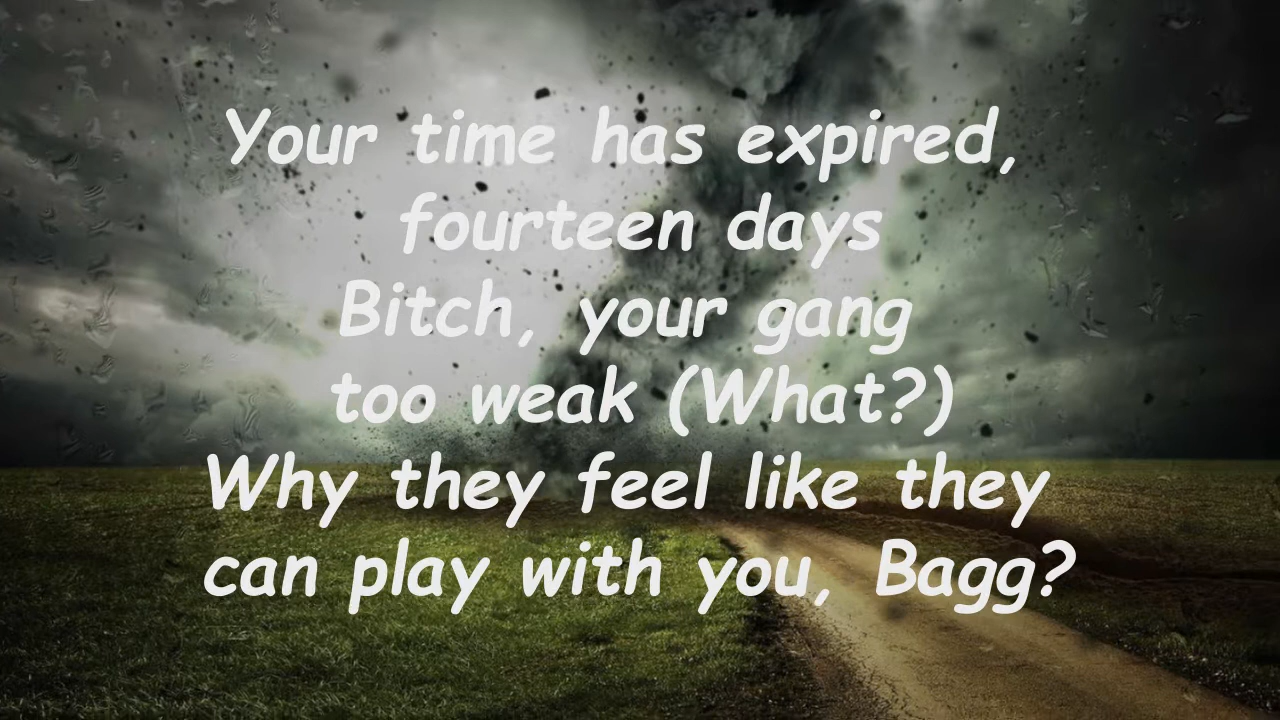 Your time has expired,
fourteen days
Bitch, your gang
too weak (What?)
Why they feel like they
can play with you, Bagg?